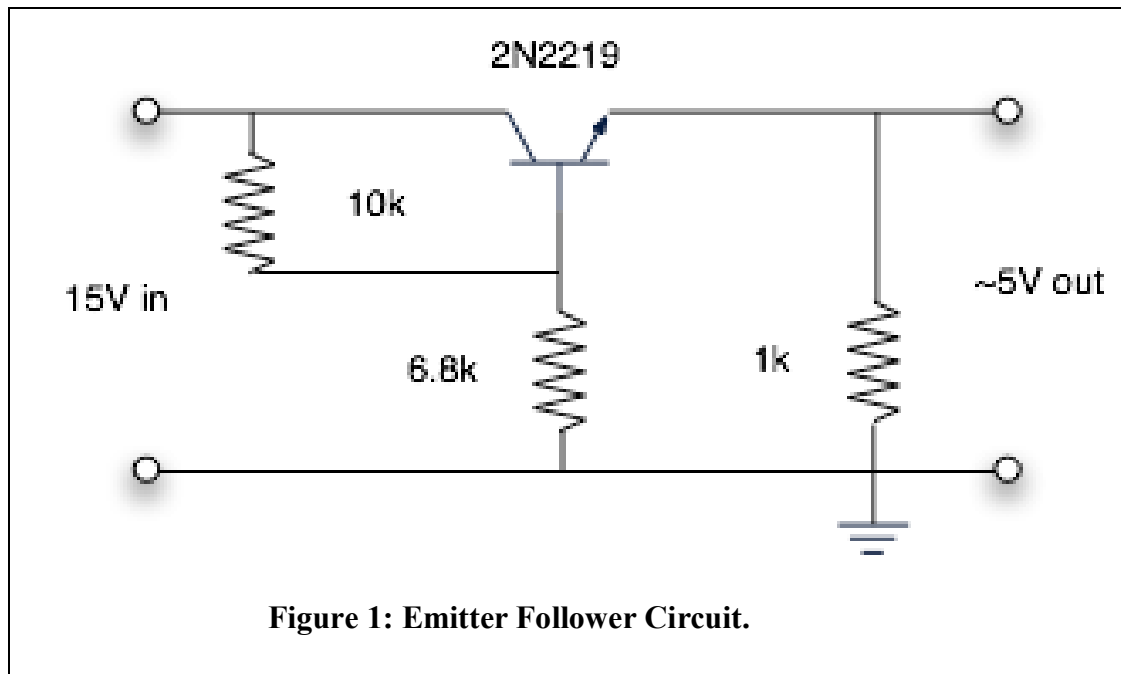 2N2219
10k
15V in
~5V out
6.8k
1k
Figure 1: Emitter Follower Circuit.